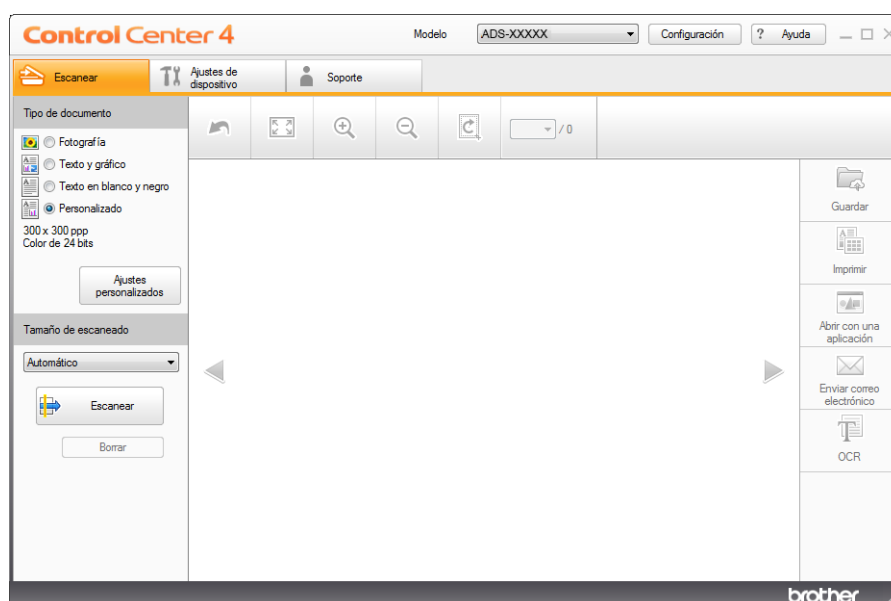 Control Center 4
Modelo
ADS-XXXXX
Configuración
? Ayuda
Escanear
Ajustes de
dispositivo
Soporte
Tipo de documento
Fotografía
Texto y gráfico
Texto en blanco y negro
Personalizado
300 x 300 ppp
Color de 24 bits
Ajustes
personalizados
Tamaño de escaneado
Automático
Escanear
Borrar
/ 0
Guardar
Imprimir
Abrir con una
aplicación
Enviar correo
electrónico
OCR
brother